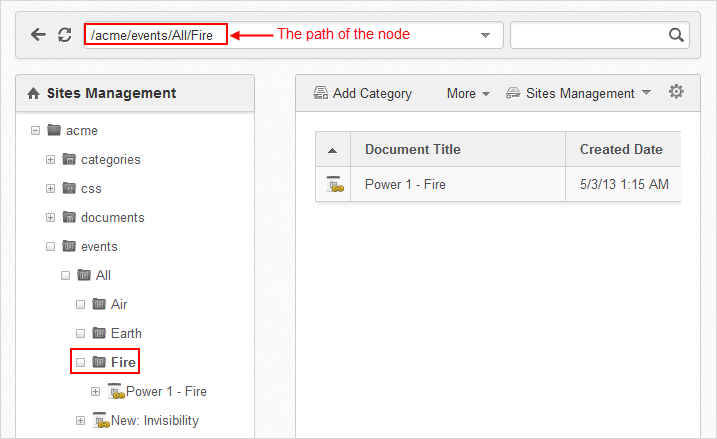 /acme/events/All/Fire
The path of the node
Sites Management
Add Category
More
Sites Management
acme
categories
css
documents
events
All
Air
Earth
Fire
Power 1 - Fire
New: Invisibility
Document Title
Created Date
Power 1 - Fire
5/3/13 1:15 AM